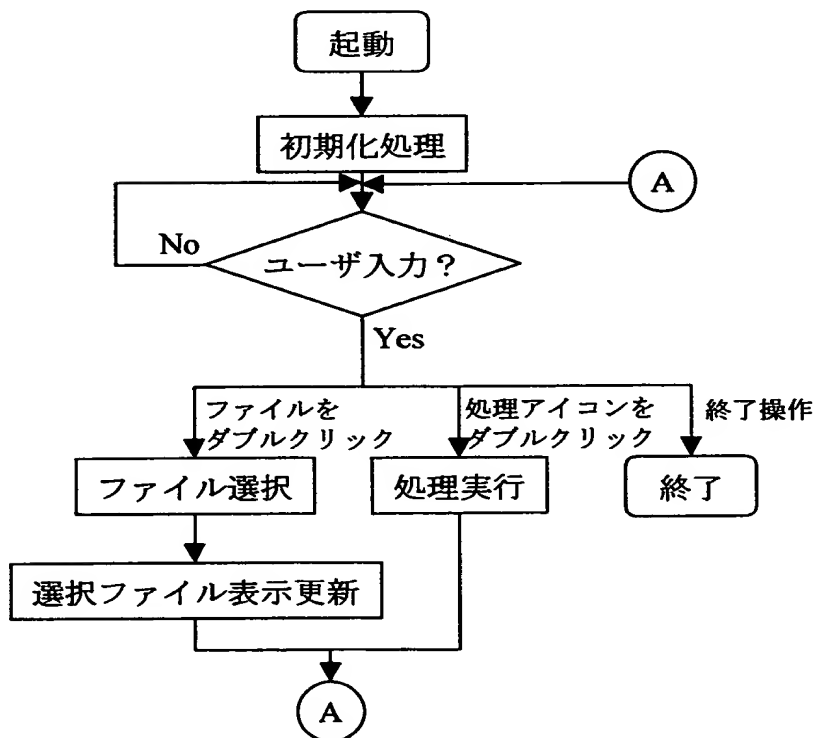 起動
初期化処理
A
No
ユーザ入力？
Yes
ファイルを
ダブルクリック
処理アイコンを
ダブルクリック
終了操作
ファイル選択
処理実行
終了
選択ファイル表示更新
A